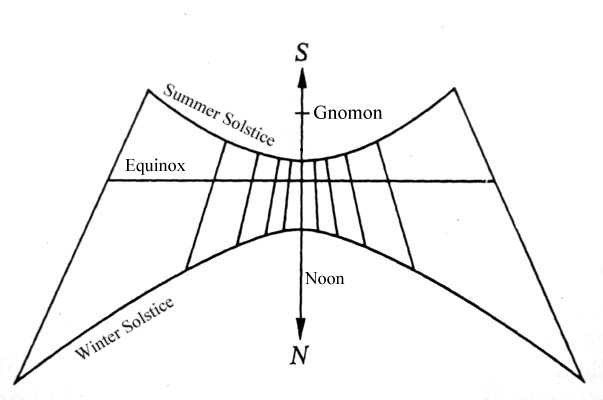 S
Summer Solstice
Gnomon
Equinox
Noon
Winter Solstice
N